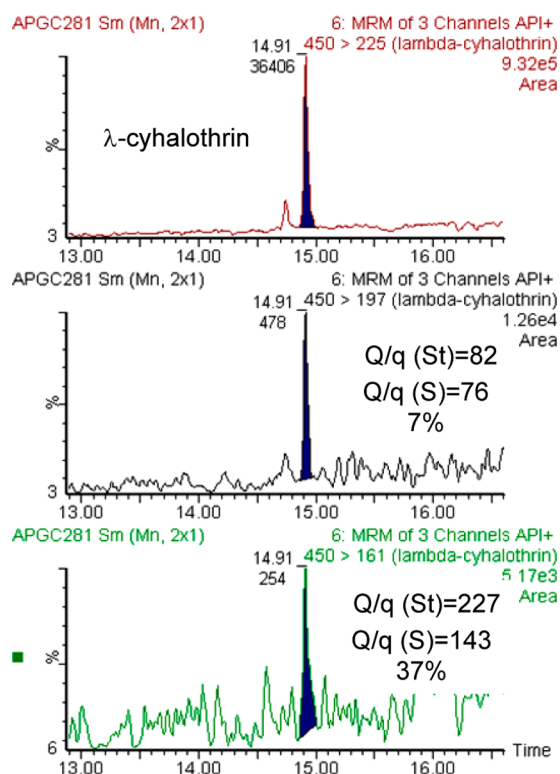 APGC281 Sm (Mn, 2x1)
6: MRM of 3 Channels API+
450 > 225 (lambda-cyhalothrin)
9.32e5
Area
14.91
36406
λ-cyhalothrin
%
3
13.00 14.00 15.00 16.00
APGC281 Sm (Mn, 2x1)
6: MRM of 3 Channels API+
450 > 197 (lambda-cyhalothrin)
1.26e4
Area
14.91
478
Q/q (St)=82
Q/q (S)=76
7%
%
3
13.00 14.00 15.00 16.00
APGC281 Sm (Mn, 2x1)
6: MRM of 3 Channels API+
450 > 161 (lambda-cyhalothrin)
5.17e3
Area
14.91
254
Q/q (St)=227
Q/q (S)=143
37%
%
6
Time
13.00 14.00 15.00 16.00